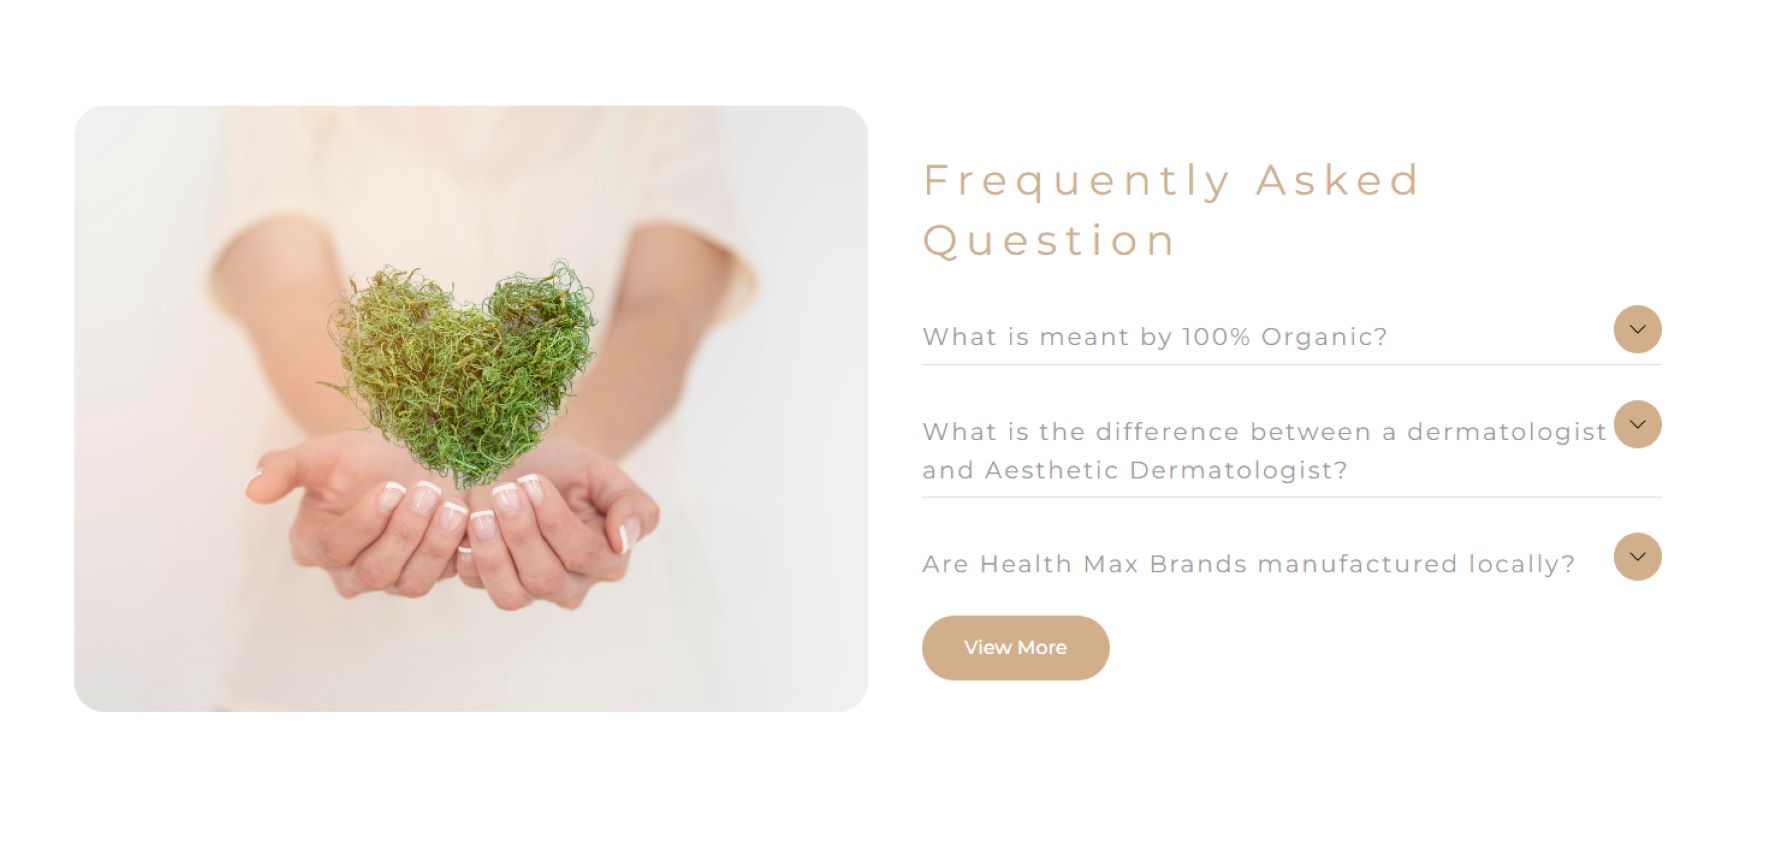 Frequently Asked
Question
What is meant by 100% Organic?
What is the difference between a dermatologist
and Aesthetic Dermatologist?
Are Health Max Brands manufactured locally?
View More